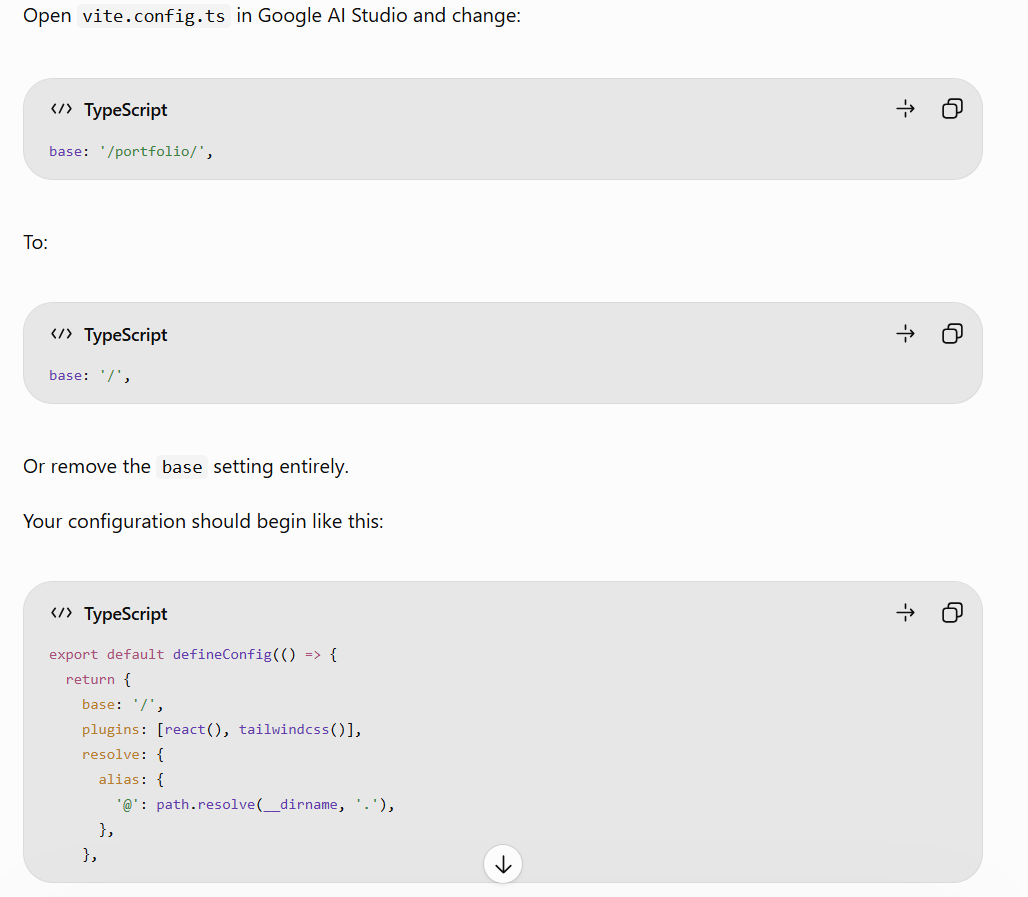 Open vite.config.ts in Google AI Studio and change:
</> TypeScript
base: '/portfolio/',
To:
</> TypeScript
base: '/',
Or remove the base setting entirely.
Your configuration should begin like this:
</> TypeScript
export default defineConfig(() => {
  return {
    base: '/',
    plugins: [react(), tailwindcss()],
    resolve: {
      alias: {
        '@': path.resolve(__dirname, '.'),
      },
    },